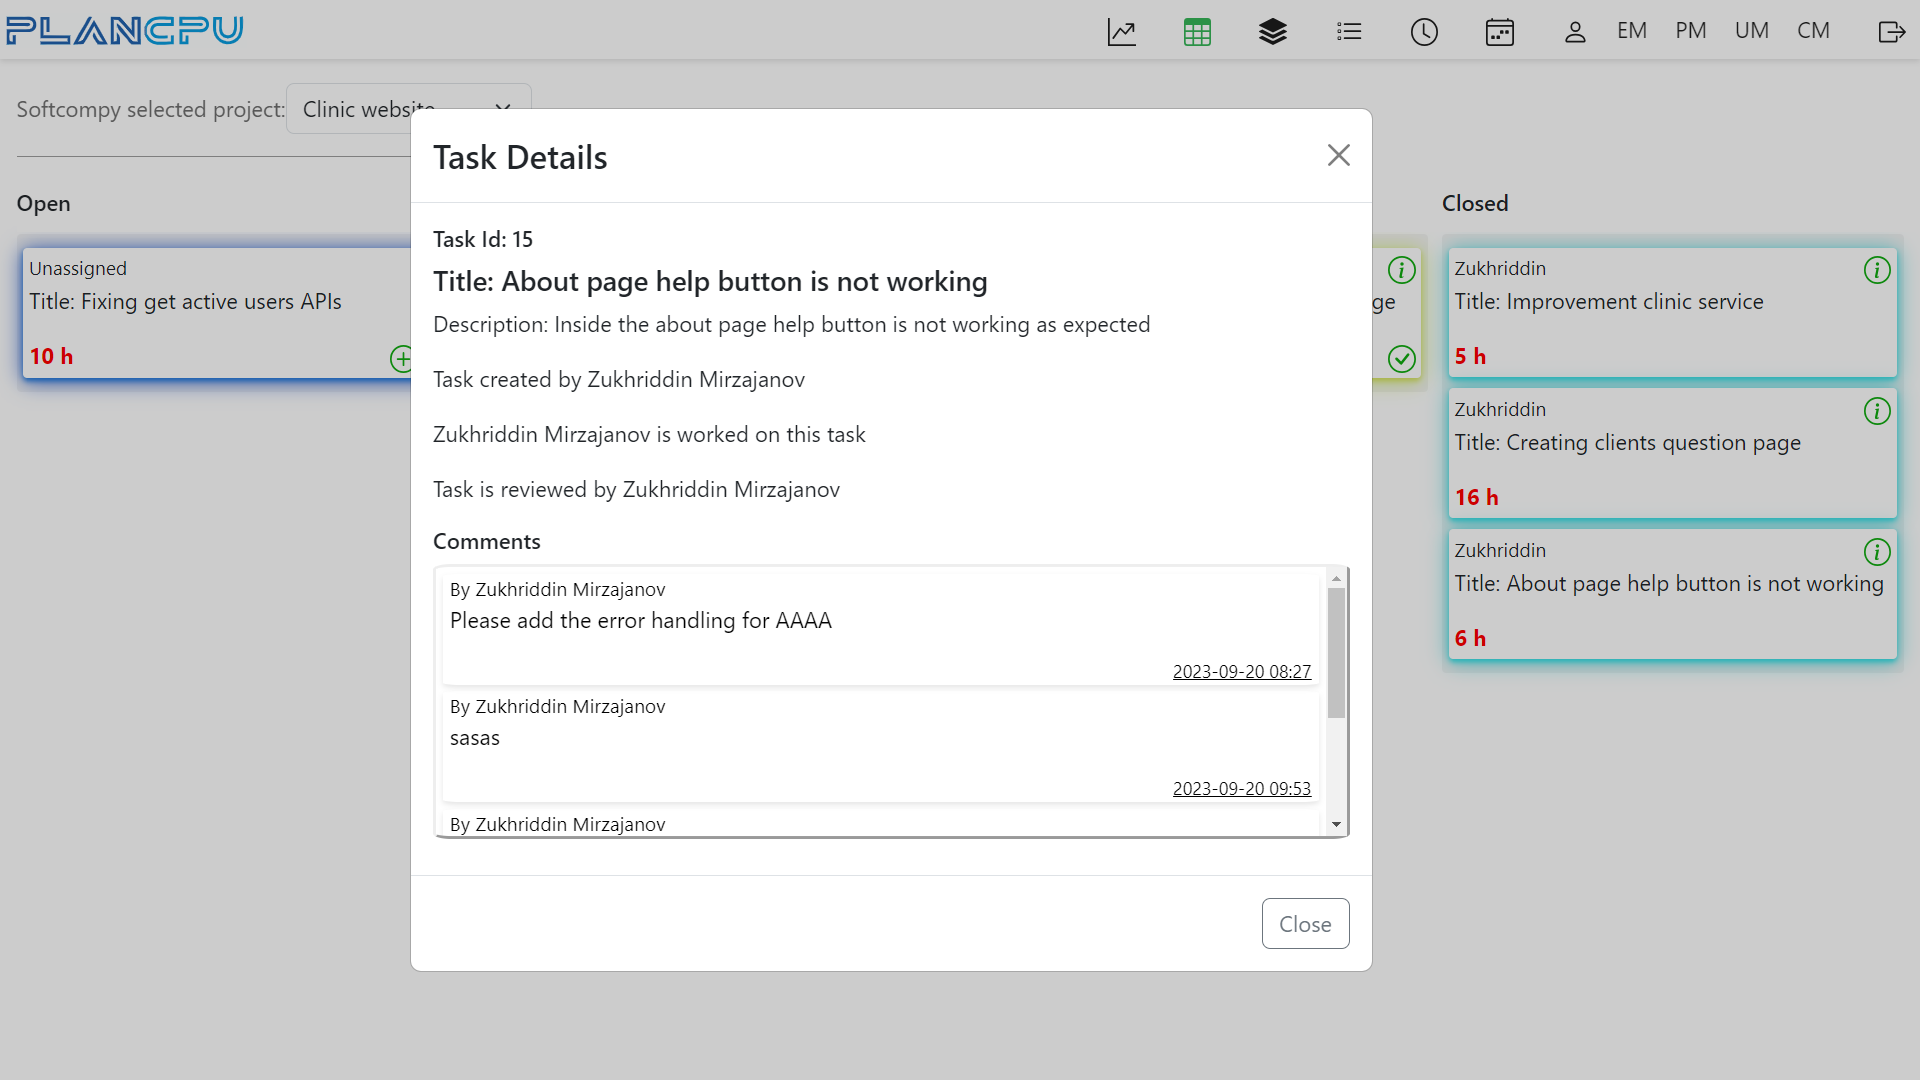 PLANCPU
EM PM UM CM
Softcompy selected project: Clinic website
Task Details
Open
Closed
Unassigned
Title: Fixing get active users APIs
10 h
Task Id: 15
Title: About page help button is not working
Description: Inside the about page help button is not working as expected
Task created by Zukhriddin Mirzajanov
Zukhriddin Mirzajanov is worked on this task
Task is reviewed by Zukhriddin Mirzajanov
Comments
By Zukhriddin Mirzajanov
Please add the error handling for AAAA
2023-09-20 08:27
By Zukhriddin Mirzajanov
sasas
2023-09-20 09:53
By Zukhriddin Mirzajanov
Close
ge
Zukhriddin
Title: Improvement clinic service
5 h
Zukhriddin
Title: Creating clients question page
16 h
Zukhriddin
Title: About page help button is not working
6 h